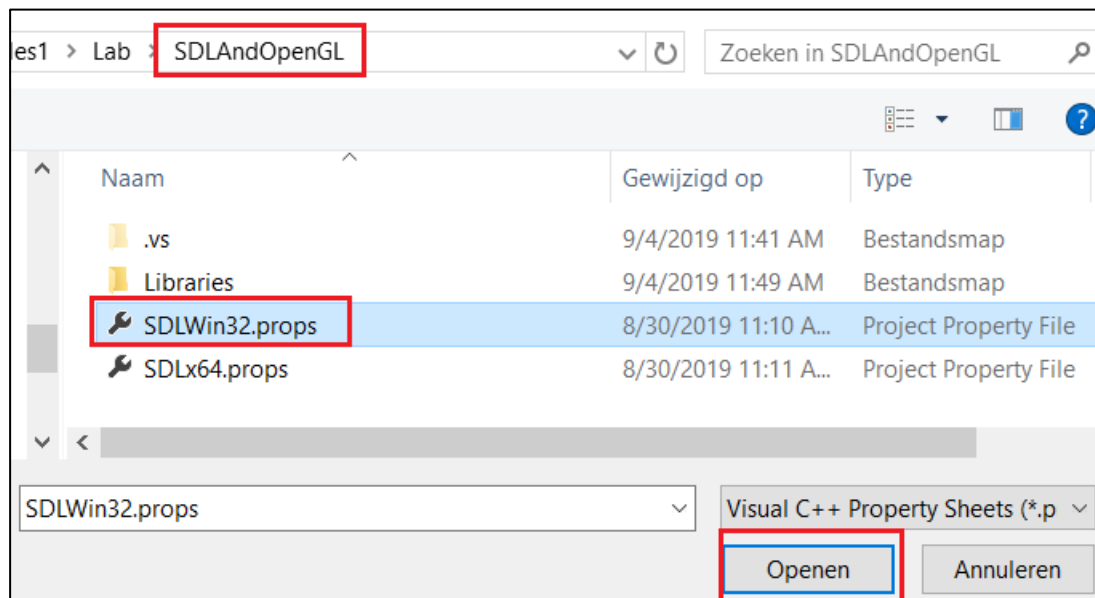 les1 > Lab > SDLAndOpenGL Zoeken in SDLAndOpenGL
?
Naam Gewijzigd op Type
.vs 9/4/2019 11:41 AM Bestandsmap
Libraries 9/4/2019 11:49 AM Bestandsmap
SDLWin32.props 8/30/2019 11:10 A... Project Property File
SDLx64.props 8/30/2019 11:11 A... Project Property File
SDLWin32.props Visual C++ Property Sheets (*.p
Openen Annuleren